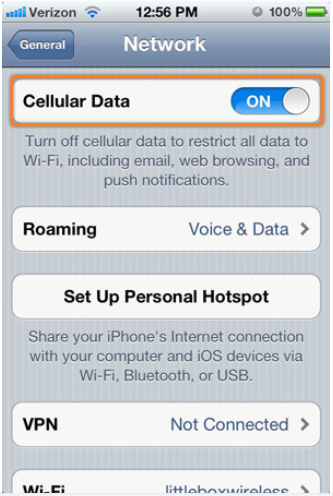 Verizon 12:56 PM 100%
General Network
Cellular Data ON
Turn off cellular data to restrict all data to
Wi-Fi, including email, web browsing, and
push notifications.
Roaming Voice & Data
Set Up Personal Hotspot
Share your iPhone's Internet connection
with your computer and iOS devices via
Wi-Fi, Bluetooth, or USB.
VPN Not Connected
Wi-Fi littleboxwireless